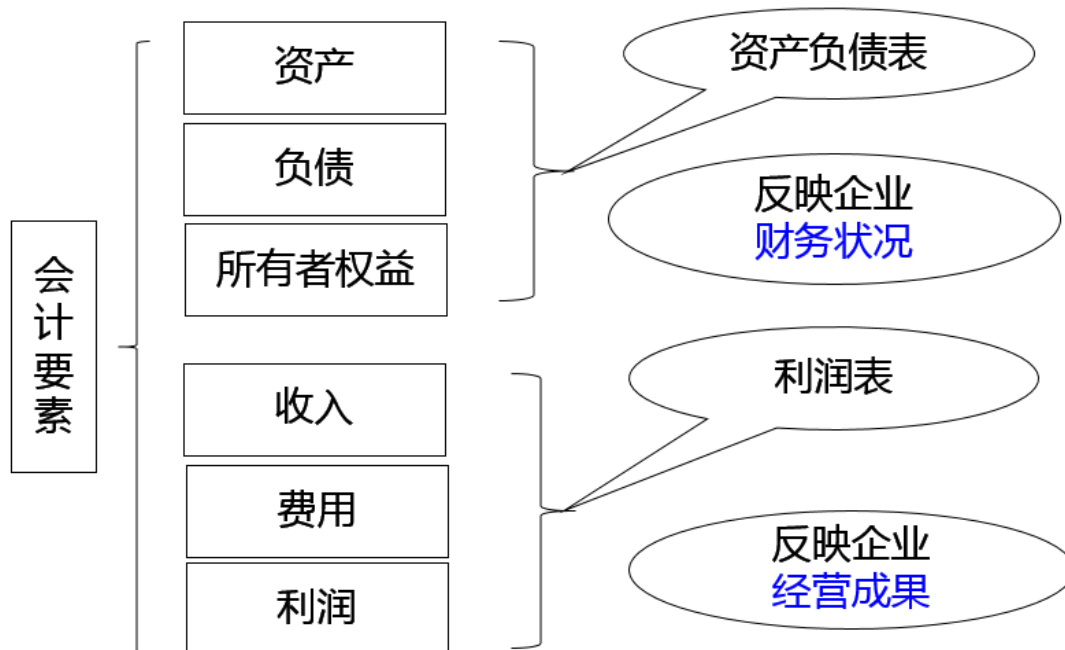 会
计
要
素
资产
负债
所有者权益
资产负债表
反映企业
财务状况
收入
费用
利润
利润表
反映企业
经营成果